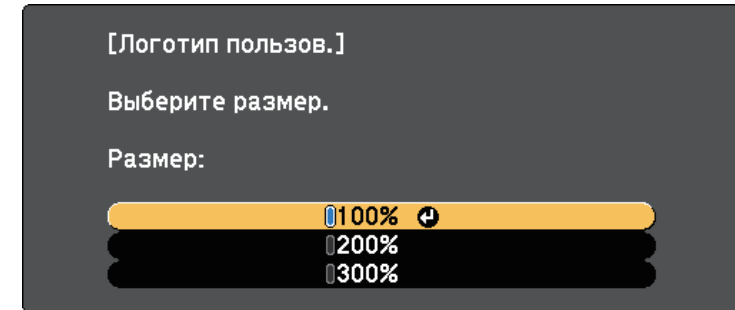 [Логотип пользов.]
Выберите размер.
Размер:
100%
200%
300%